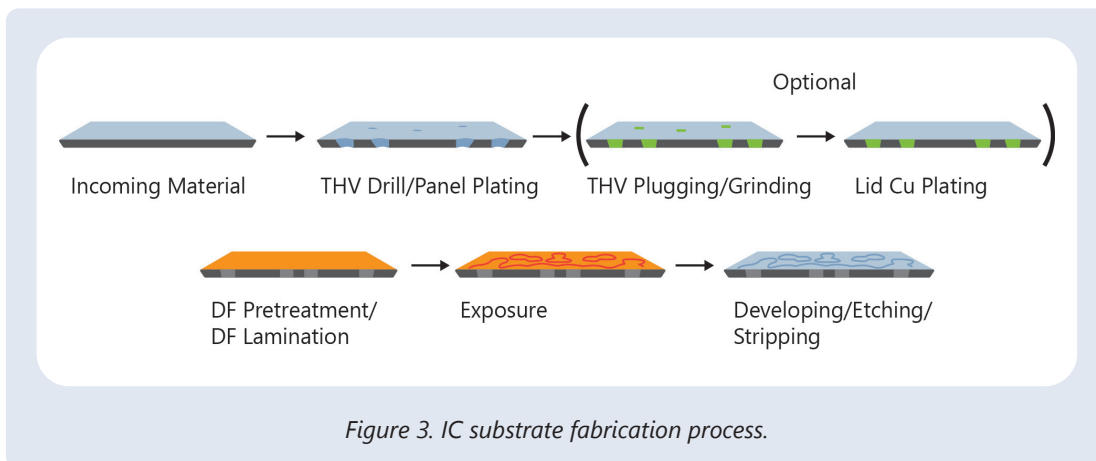 Optional
Incoming Material
THV Drill/Panel Plating
THV Plugging/Grinding
Lid Cu Plating
DF Pretreatment/
DF Lamination
Exposure
Developing/Etching/
Stripping
Figure 3. IC substrate fabrication process.